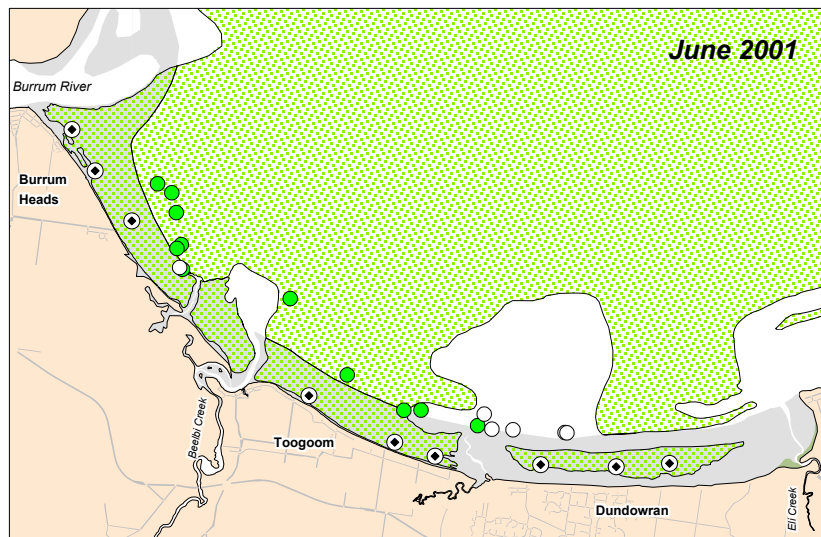 June 2001
Burrum River
Burrum
Heads
Beelbi Creek
Toogoom
Dundowran
Eli Creek